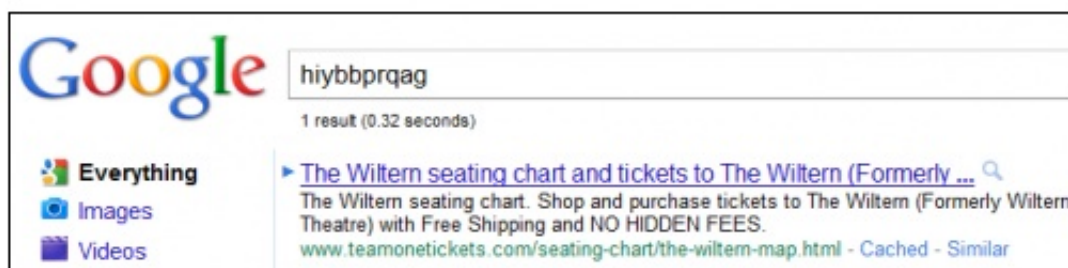 Google
hiybbprqag
1 result (0.32 seconds)
Everything
The Wiltern seating chart and tickets to The Wiltern (Formerly ...
Images
The Wiltern seating chart. Shop and purchase tickets to The Wiltern (Formerly Wiltern
Theatre) with Free Shipping and NO HIDDEN FEES.
Videos
www.teamonetickets.com/seating-chart/the-wiltern-map.html - Cached - Similar